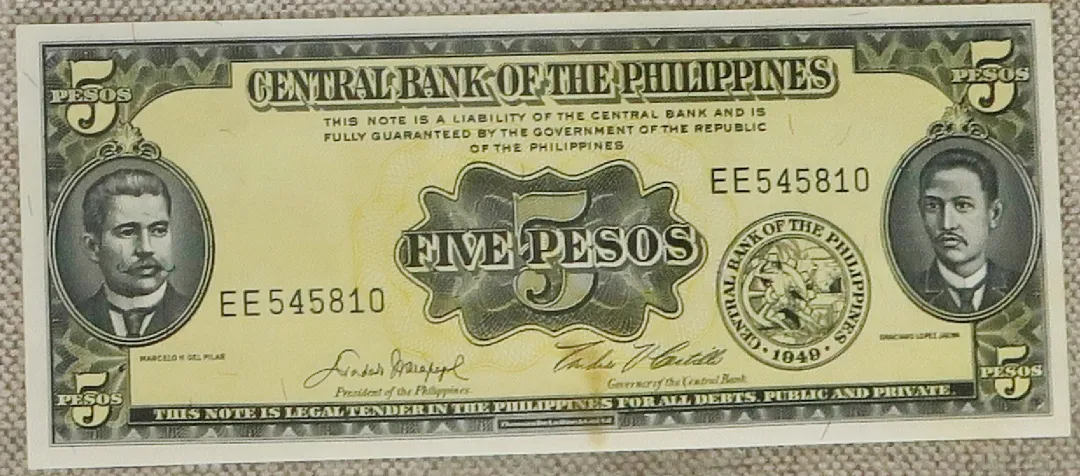 5
PESOS
CENTRAL BANK OF THE PHILIPPINES
5
PESOS
THIS NOTE IS A LIABILITY OF THE CENTRAL BANK AND IS
FULLY GUARANTEED BY THE GOVERNMENT OF THE REPUBLIC
OF THE PHILIPPINES
EE545810
5
FIVE PESOS
CENTRAL BANK OF THE PHILIPPINES
· 1949 ·
EE545810
MARCELO H. DEL PILAR
GRACIANO LOPEZ JAENA
President of the Philippines
Governor of the Central Bank
5
PESOS
5
PESOS
THIS NOTE IS LEGAL TENDER IN THE PHILIPPINES FOR ALL DEBTS, PUBLIC AND PRIVATE.